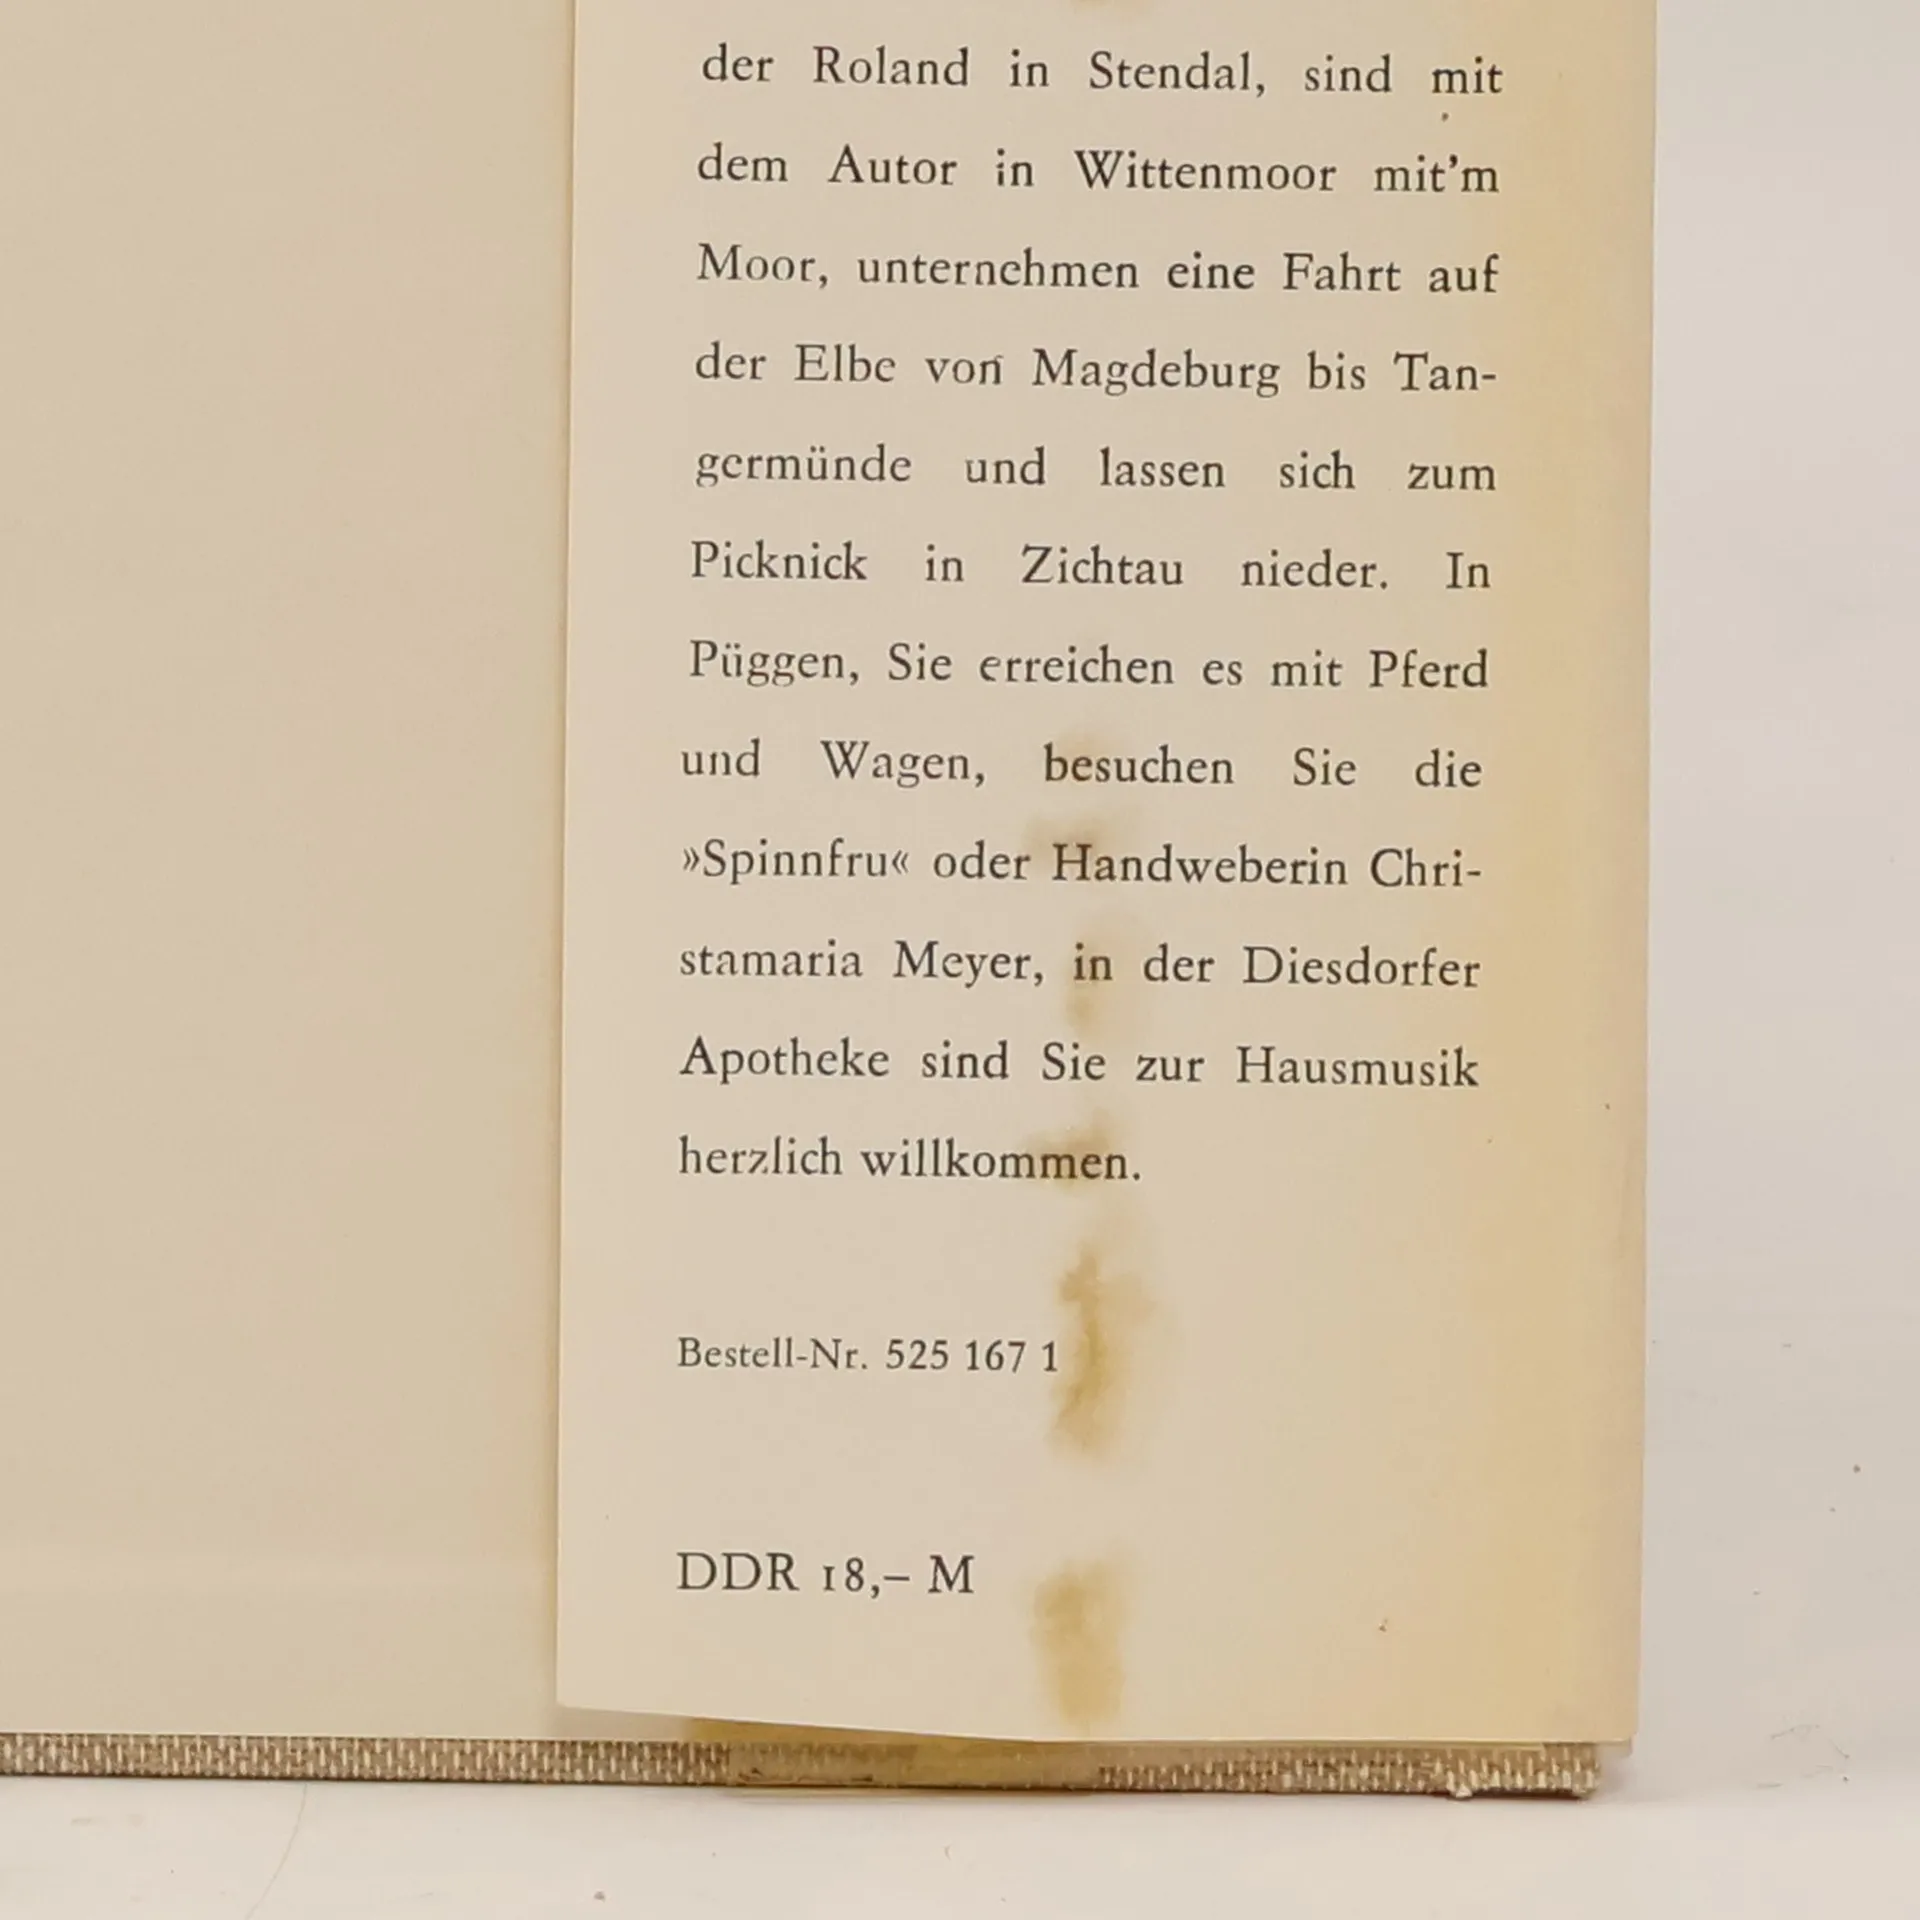 der Roland in Stendal, sind mit
dem Autor in Wittenmoor mit’m
Moor, unternehmen eine Fahrt auf
der Elbe von Magdeburg bis Tan-
germünde und lassen sich zum
Picknick in Zichtau nieder. In
Püggen, Sie erreichen es mit Pferd
und Wagen, besuchen Sie die
»Spinnfru« oder Handweberin Chri-
stamaria Meyer, in der Diesdorfer
Apotheke sind Sie zur Hausmusik
herzlich willkommen.
Bestell-Nr. 525 167 1
DDR 18,– M